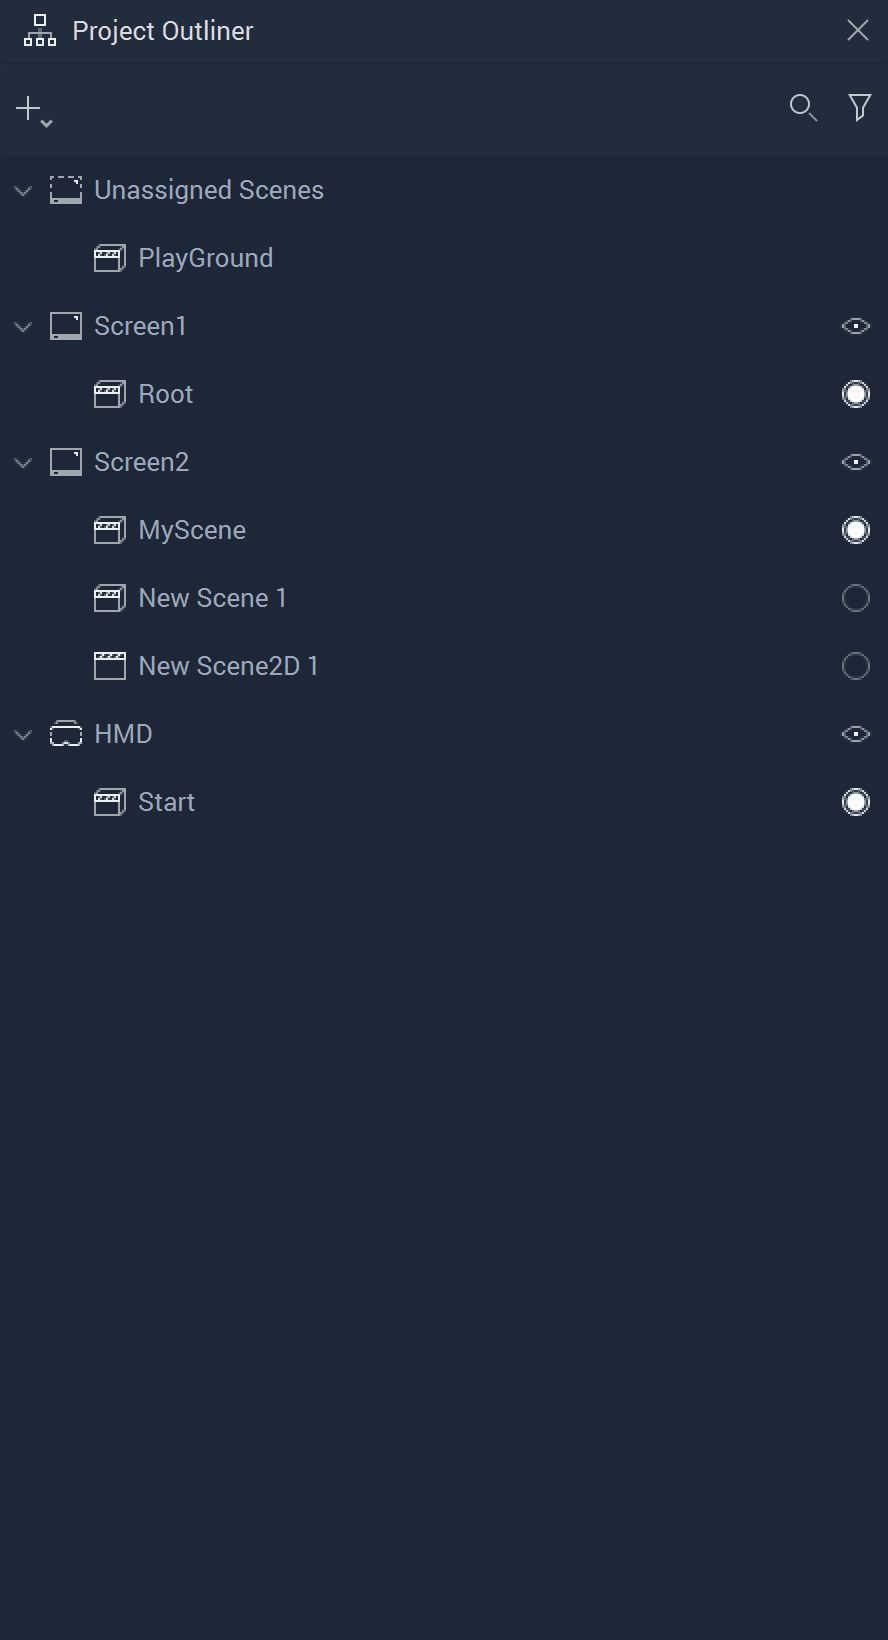 Project Outliner
Unassigned Scenes
PlayGround
Screen1
Root
Screen2
MyScene
New Scene 1
New Scene2D 1
HMD
Start